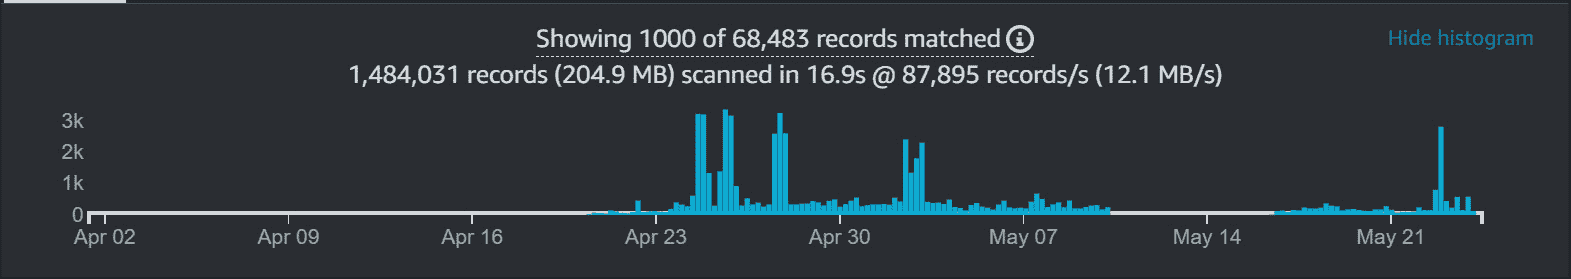 Showing 1000 of 68,483 records matched
Hide histogram
1,484,031 records (204.9 MB) scanned in 16.9s @ 87,895 records/s (12.1 MB/s)
3k
2k
1k
0
Apr 02 Apr 09 Apr 16 Apr 23 Apr 30 May 07 May 14 May 21